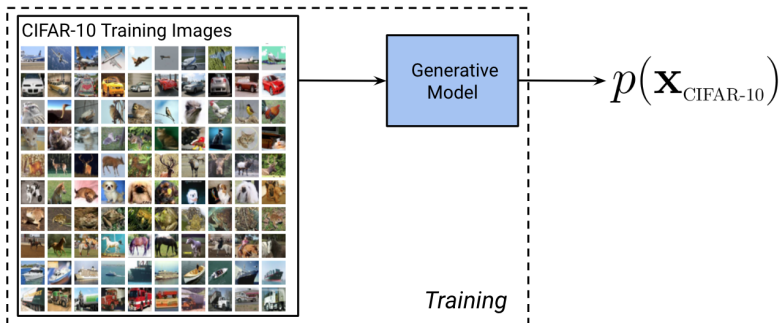 CIFAR-10 Training Images
Generative
Model
p(x_CIFAR-10)
Training